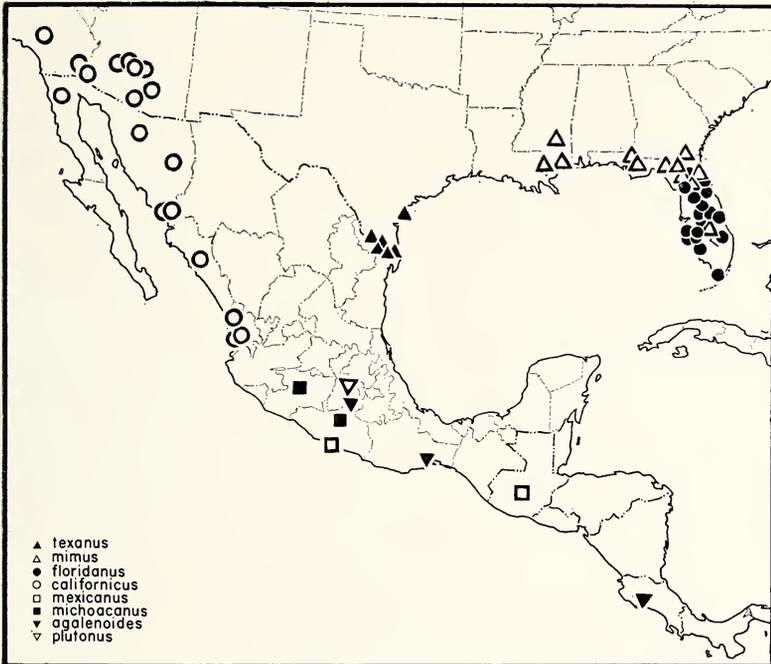 texanus
mimus
floridanus
californicus
mexicanus
michoacanus
agalenoides
plutonus